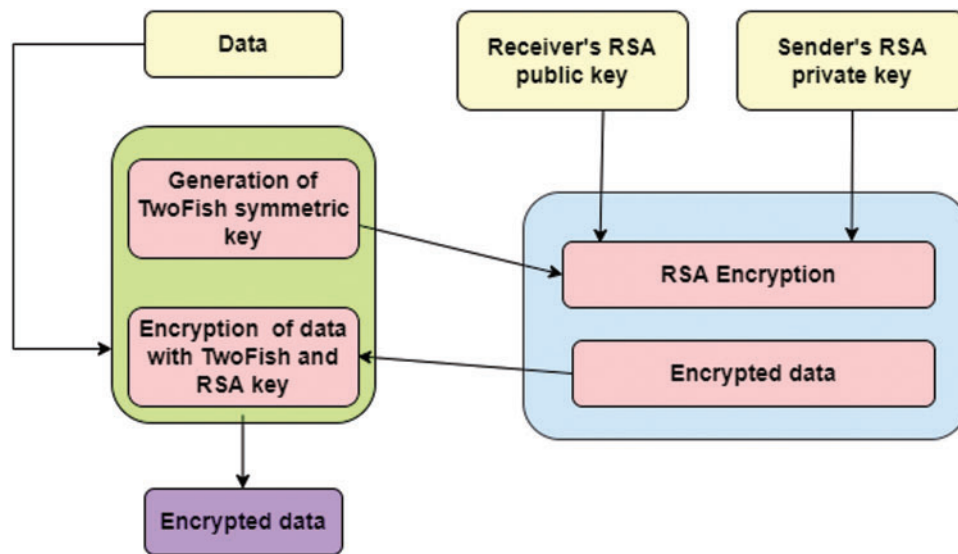 Data
Receiver's RSA
public key
Sender's RSA
private key
Generation of
TwoFish symmetric
key
RSA Encryption
Encryption of data
with TwoFish and
RSA key
Encrypted data
Encrypted data